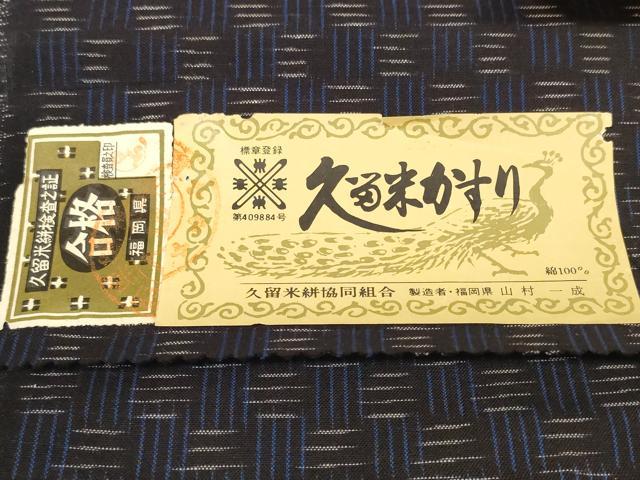 久留米絣検査之証
合格
福岡県
検査者之印
標章登録
第409884号
久留米かすり
綿100%
久留米絣協同組合 製造者・福岡県 山村 一成